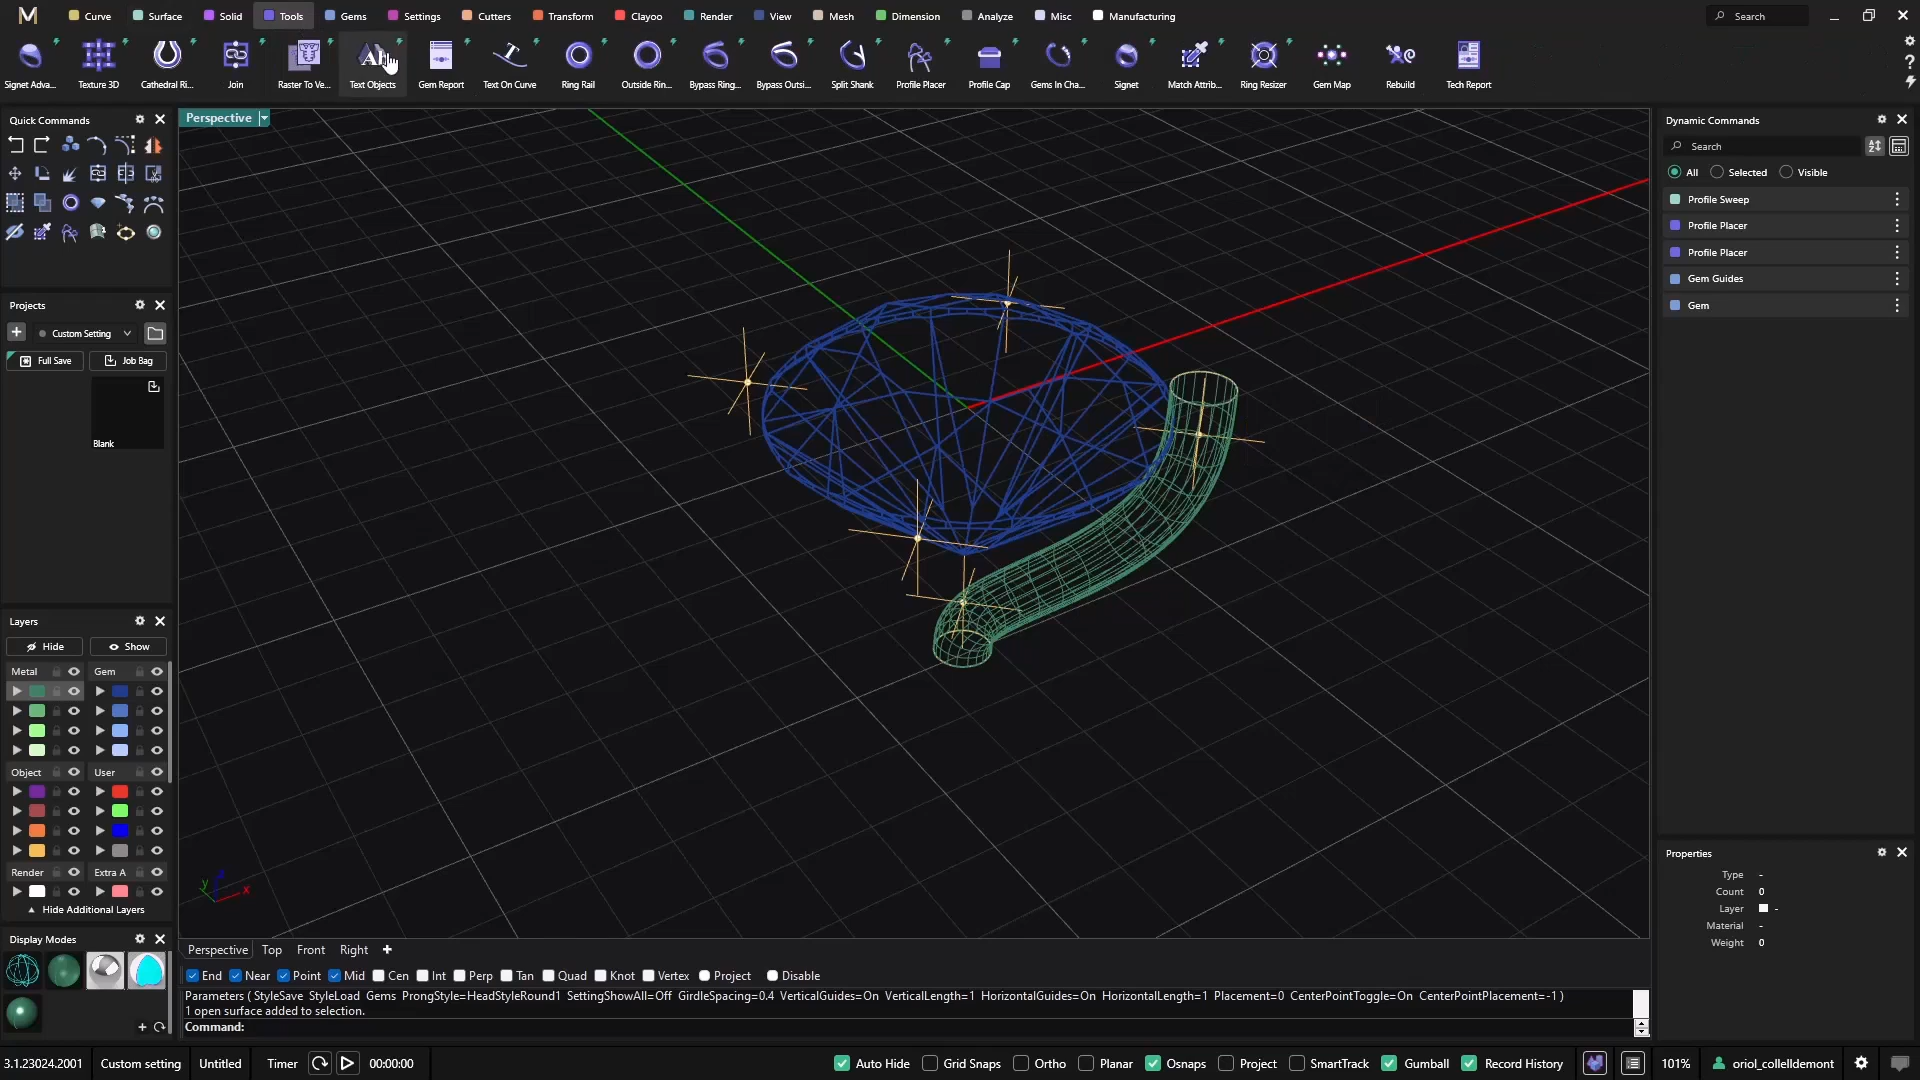 M Curve Surface Solid Tools Gems Settings Cutters Transform Clayoo Render View Mesh Dimension Analyze Misc Manufacturing Search
Signet Adva... Texture 3D Cathedral Ri... Join Raster To Ve... Text Objects Gem Report Text On Curve Ring Rail Outside Rin... Bypass Ring... Bypass Outsi... Split Shank Profile Placer Profile Cap Gems In Cha... Signet Match Attrib... Ring Resizer Gem Map Rebuild Tech Report
Quick Commands
Projects
Custom Setting
Full Save Job Bag
Blank
Layers
Hide Show
Metal Gem
Object User
Render Extra A
Hide Additional Layers
Display Modes
Perspective
y x
Dynamic Commands
Search
All Selected Visible
Profile Sweep
Profile Placer
Profile Placer
Gem Guides
Gem
Properties
Type -
Count 0
Layer -
Material -
Weight 0
Perspective Top Front Right
End Near Point Mid Cen Int Perp Tan Quad Knot Vertex Project Disable
Parameters ( StyleSave StyleLoad Gems ProngStyle=HeadStyleRound1 SettingShowAll=Off GirdleSpacing=0.4 VerticalGuides=On VerticalLength=1 HorizontalGuides=On HorizontalLength=1 Placement=0 CenterPointToggle=On CenterPointPlacement=-1 )
1 open surface added to selection.
Command:
3.1.23024.2001 Custom setting Untitled Timer 00:00:00 Auto Hide Grid Snaps Ortho Planar Osnaps Project SmartTrack Gumball Record History 101% oriol_collelldemont